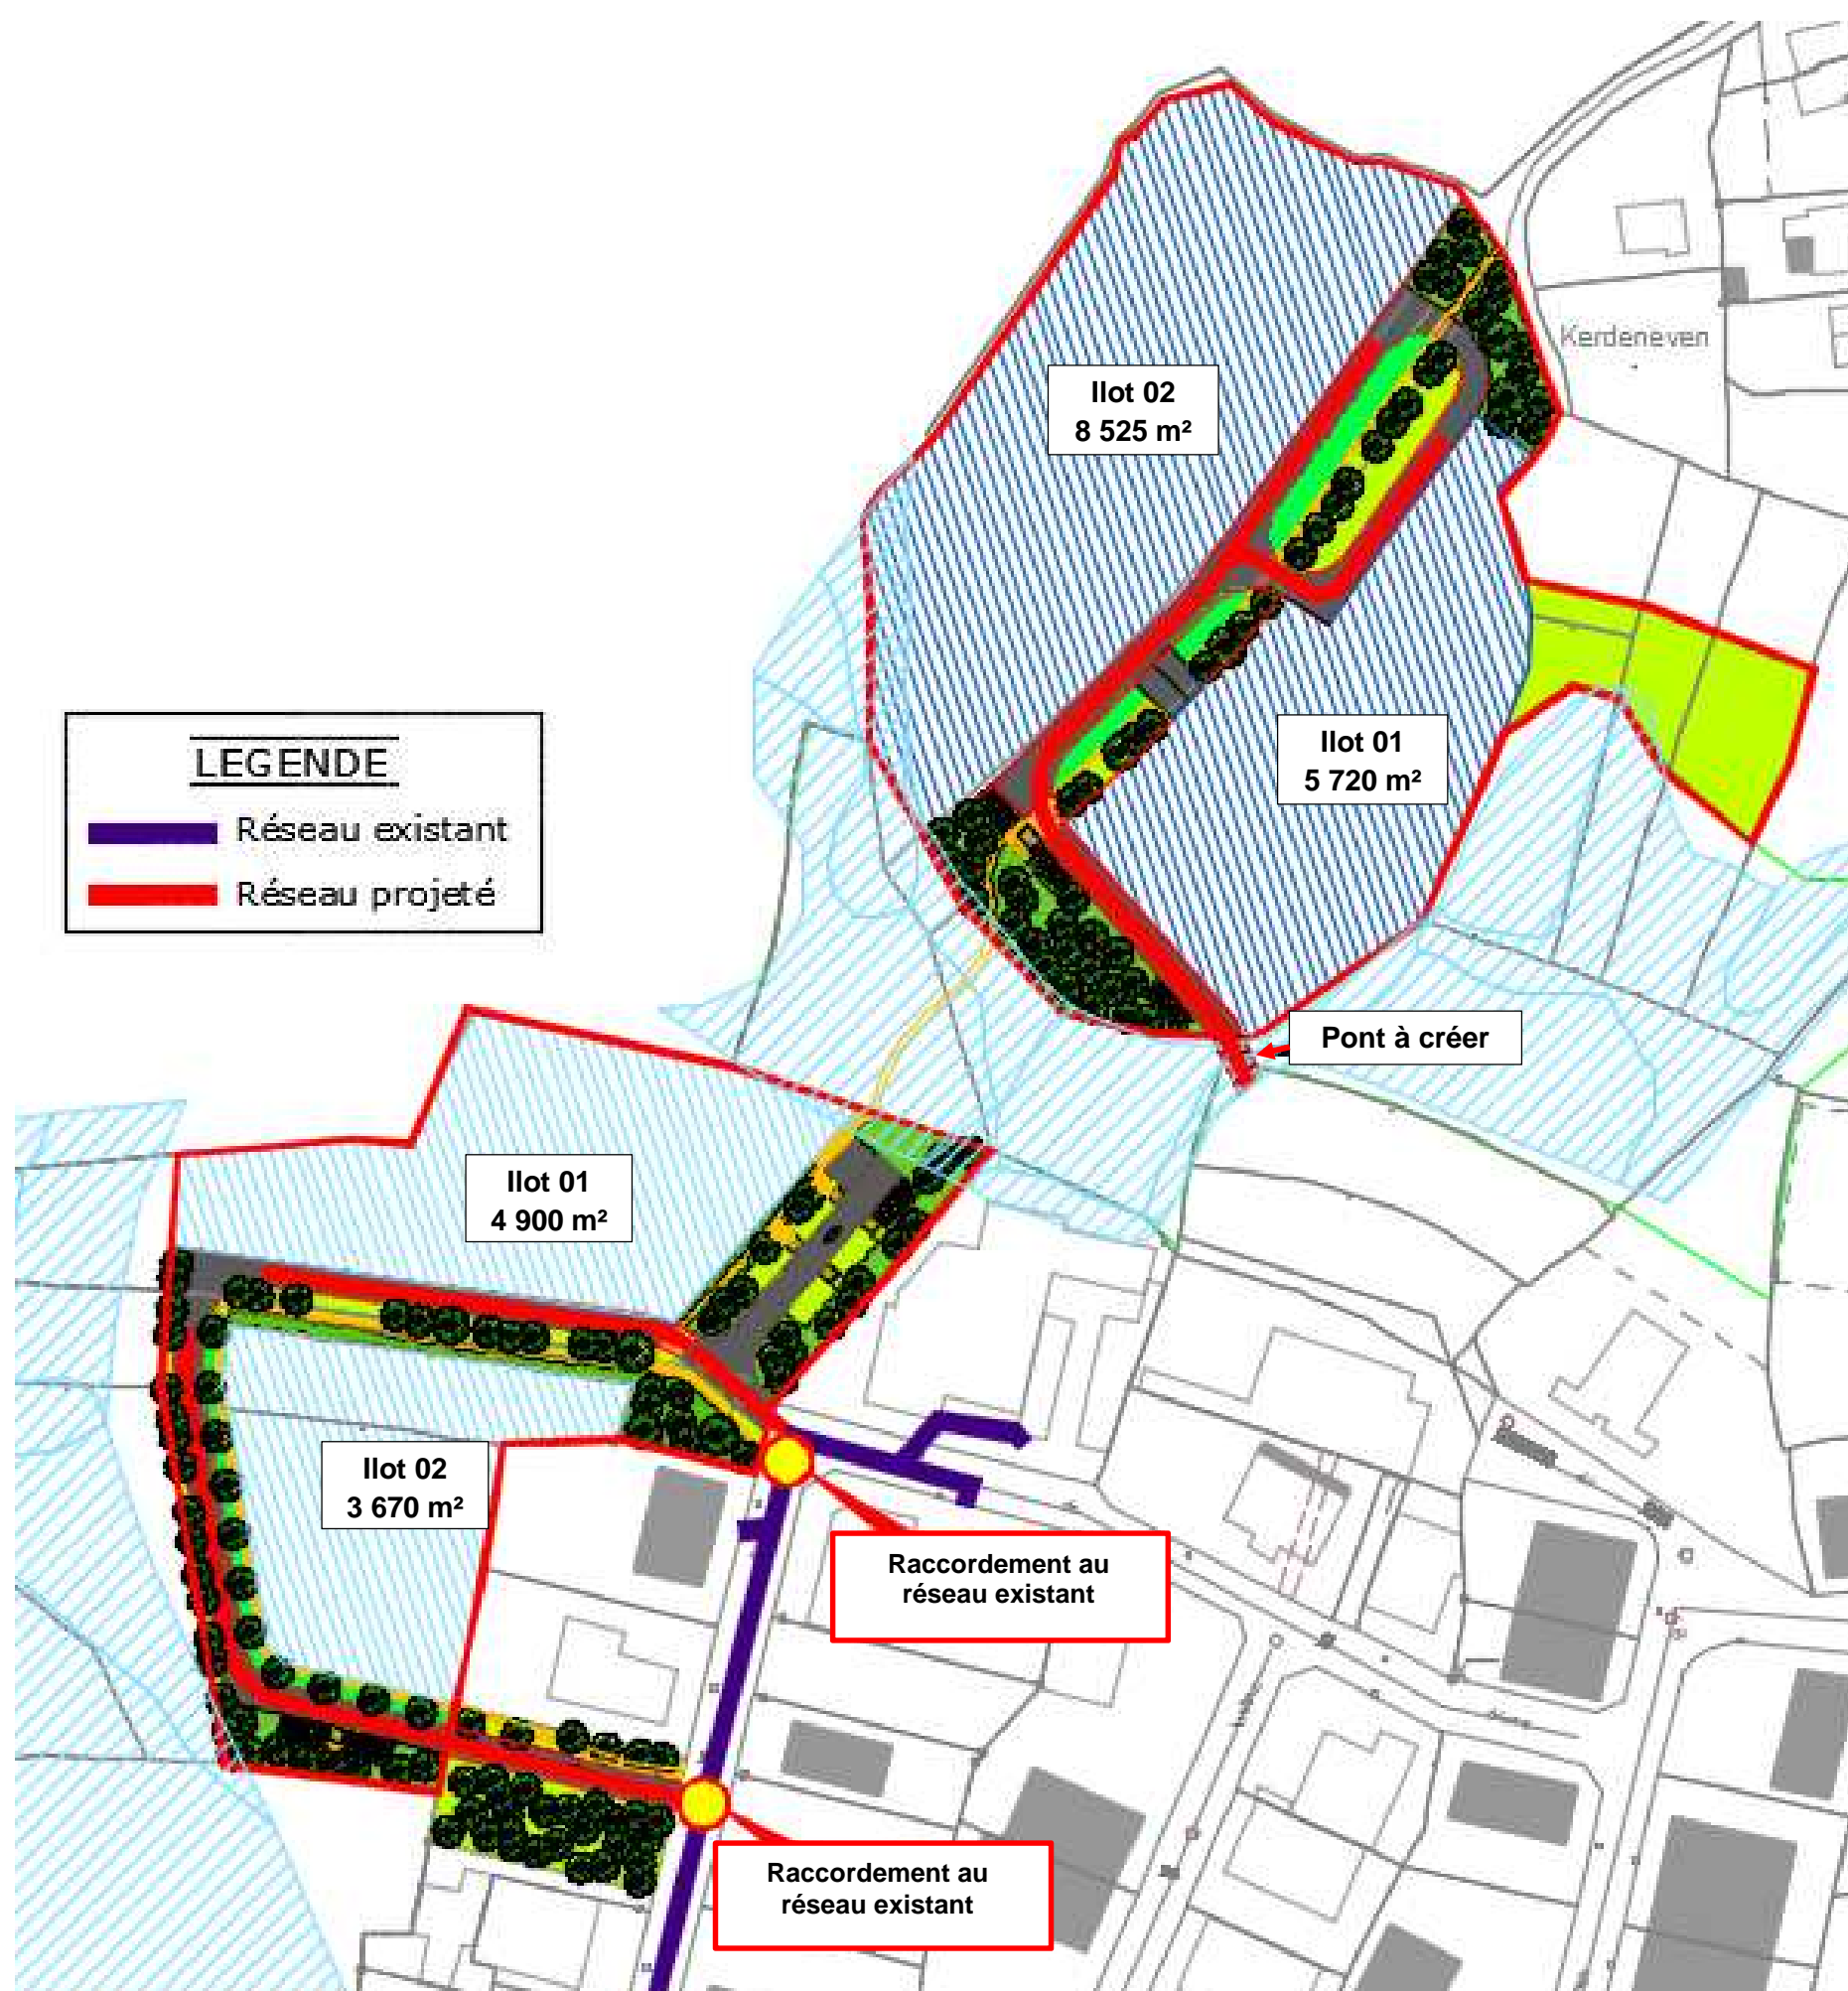 Kerdeneven
Ilot 02
8 525 m²
Ilot 01
5 720 m²
LEGENDE
Réseau existant
Réseau projeté
Pont à créer
Ilot 01
4 900 m²
Ilot 02
3 670 m²
Raccordement au
réseau existant
Raccordement au
réseau existant